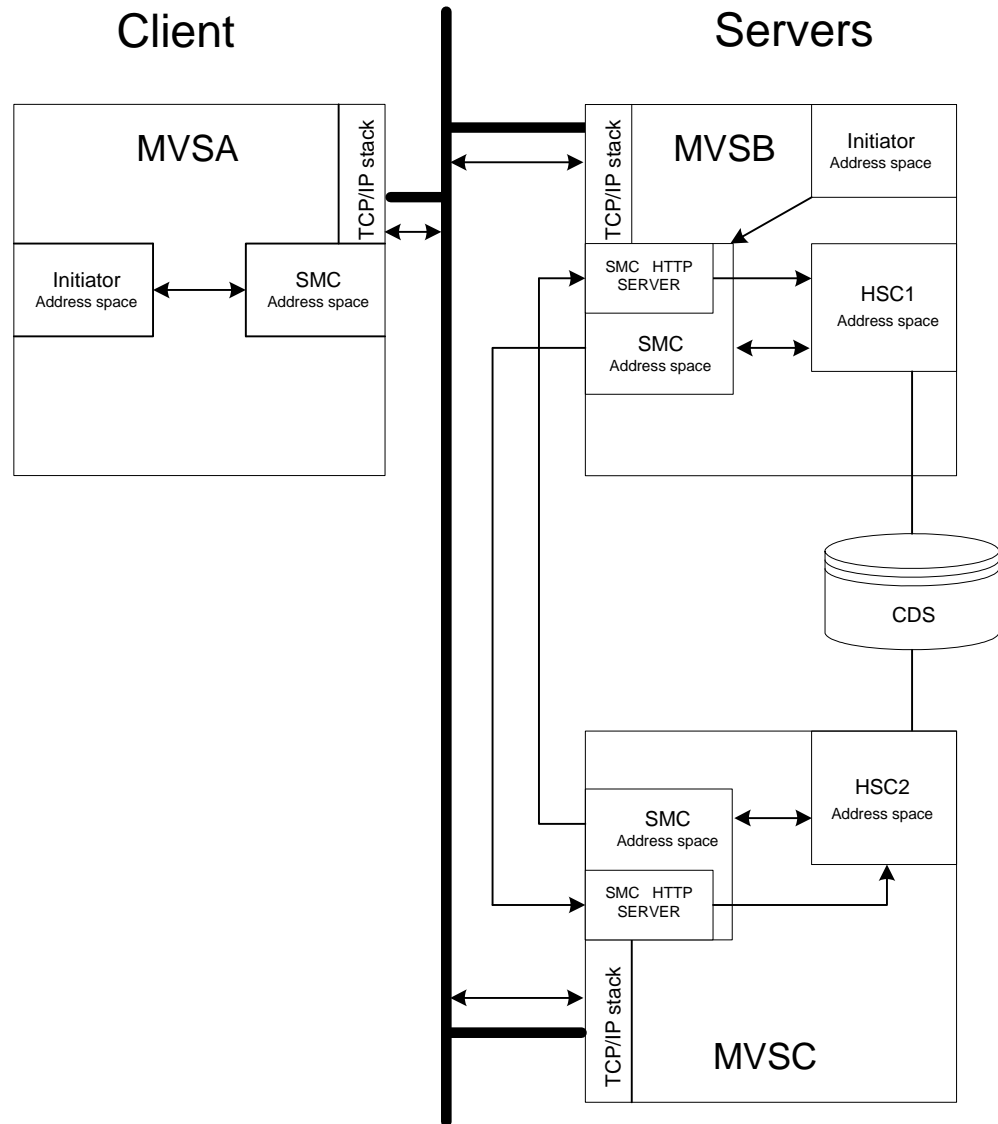 Client
Servers
MVSA
TCP/IP stack
Initiator
Address space
SMC
Address space
TCP/IP stack
MVSB
Initiator
Address space
SMC HTTP
SERVER
SMC
Address space
HSC1
Address space
CDS
HSC2
Address space
SMC
Address space
SMC HTTP
SERVER
TCP/IP stack
MVSC